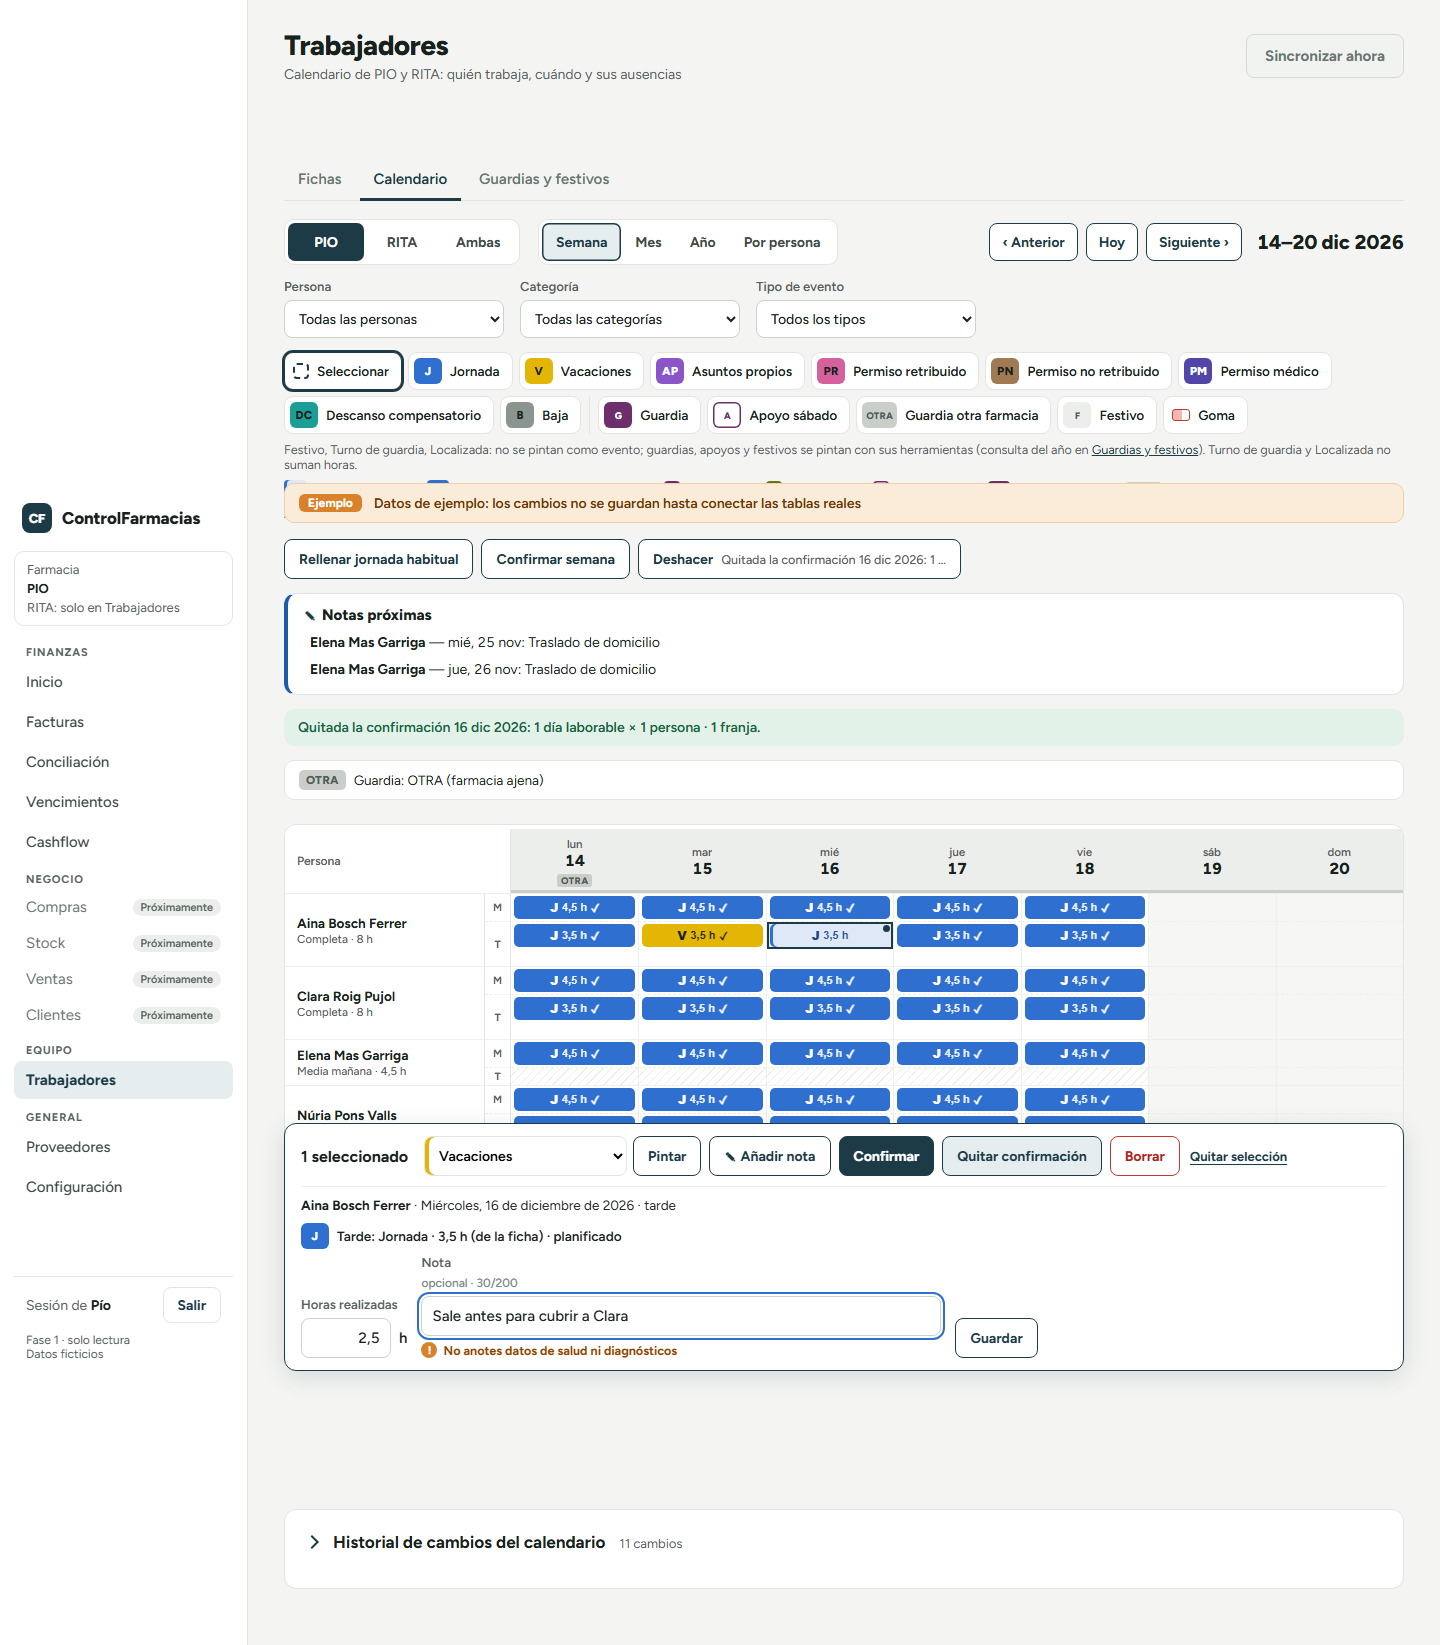 Trabajadores
Calendario de PIO y RITA: quién trabaja, cuándo y sus ausencias
Sincronizar ahora
Fichas Calendario Guardias y festivos
PIO RITA Ambas Semana Mes Año Por persona ‹ Anterior Hoy Siguiente › 14–20 dic 2026
Persona Categoría Tipo de evento
Todas las personas Todas las categorías Todos los tipos
Seleccionar J Jornada V Vacaciones AP Asuntos propios PR Permiso retribuido PN Permiso no retribuido PM Permiso médico
DC Descanso compensatorio B Baja G Guardia A Apoyo sábado OTRA Guardia otra farmacia F Festivo Goma
Festivo, Turno de guardia, Localizada: no se pintan como evento; guardias, apoyos y festivos se pintan con sus herramientas (consulta del año en Guardias y festivos). Turno de guardia y Localizada no
suman horas.
Ejemplo Datos de ejemplo: los cambios no se guardan hasta conectar las tablas reales
Rellenar jornada habitual Confirmar semana Deshacer Quitada la confirmación 16 dic 2026: 1 ...
Notas próximas
Elena Mas Garriga — mié, 25 nov: Traslado de domicilio
Elena Mas Garriga — jue, 26 nov: Traslado de domicilio
Quitada la confirmación 16 dic 2026: 1 día laborable × 1 persona · 1 franja.
OTRA Guardia: OTRA (farmacia ajena)
Persona lun 14 OTRA mar 15 mié 16 jue 17 vie 18 sáb 19 dom 20
Aina Bosch Ferrer
Completa · 8 h
M J 4,5 h ✓ J 4,5 h ✓ J 4,5 h ✓ J 4,5 h ✓ J 4,5 h ✓
T J 3,5 h ✓ V 3,5 h ✓ J 3,5 h J 3,5 h ✓ J 3,5 h ✓
Clara Roig Pujol
Completa · 8 h
M J 4,5 h ✓ J 4,5 h ✓ J 4,5 h ✓ J 4,5 h ✓ J 4,5 h ✓
T J 3,5 h ✓ J 3,5 h ✓ J 3,5 h ✓ J 3,5 h ✓ J 3,5 h ✓
Elena Mas Garriga
Media mañana · 4,5 h
M J 4,5 h ✓ J 4,5 h ✓ J 4,5 h ✓ J 4,5 h ✓ J 4,5 h ✓
T
Núria Pons Valls
M J 4,5 h ✓ J 4,5 h ✓ J 4,5 h ✓ J 4,5 h ✓ J 4,5 h ✓
1 seleccionado Vacaciones Pintar Añadir nota Confirmar Quitar confirmación Borrar Quitar selección
Aina Bosch Ferrer · Miércoles, 16 de diciembre de 2026 · tarde
J Tarde: Jornada · 3,5 h (de la ficha) · planificado
Nota
opcional · 30/200
Horas realizadas
2,5 h
Sale antes para cubrir a Clara
Guardar
! No anotes datos de salud ni diagnósticos
Historial de cambios del calendario 11 cambios
CF ControlFarmacias
Farmacia
PIO
RITA: solo en Trabajadores
FINANZAS
Inicio
Facturas
Conciliación
Vencimientos
Cashflow
NEGOCIO
Compras Próximamente
Stock Próximamente
Ventas Próximamente
Clientes Próximamente
EQUIPO
Trabajadores
GENERAL
Proveedores
Configuración
Sesión de Pío Salir
Fase 1 · solo lectura
Datos ficticios